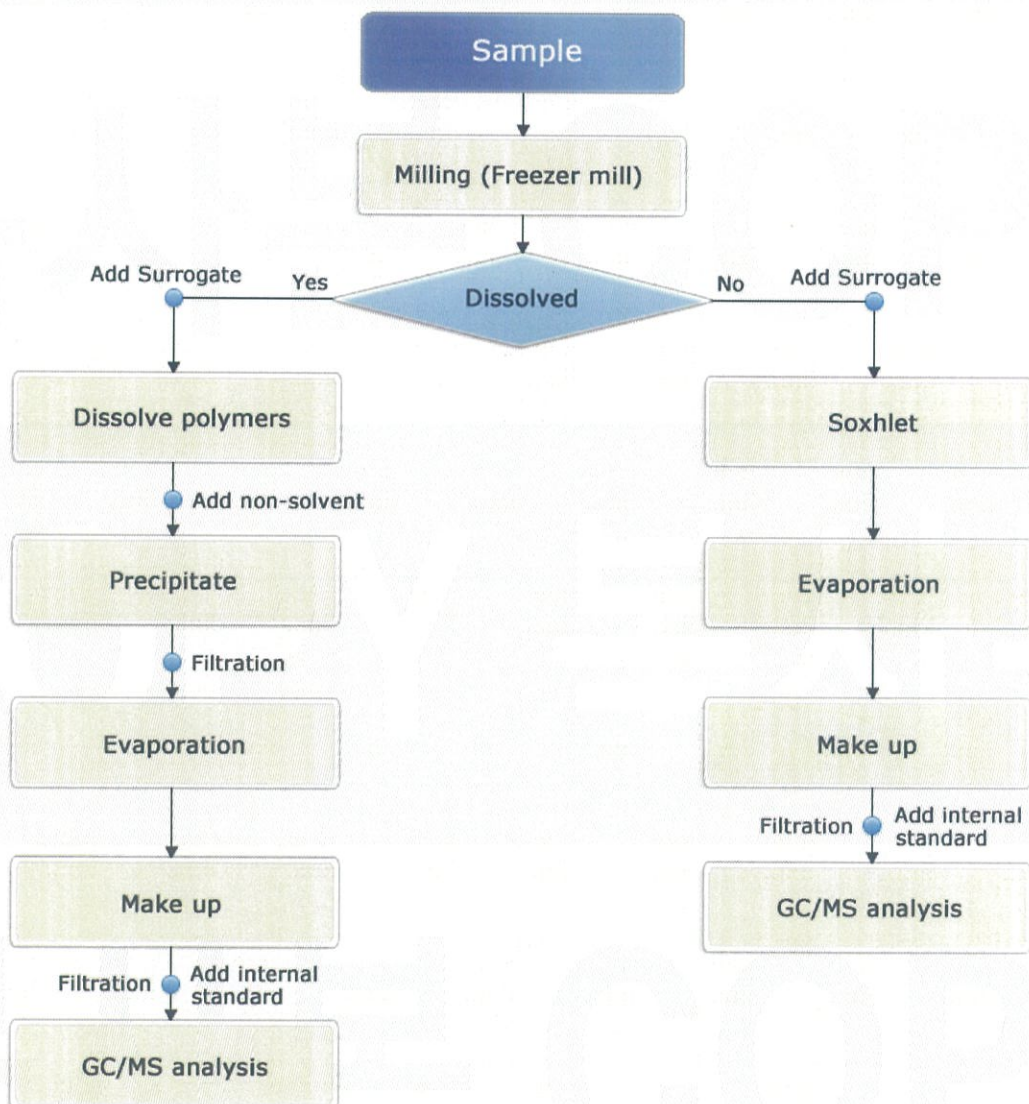 Sample
Milling (Freezer mill)
Add Surrogate
Yes
Dissolved
No
Add Surrogate
Dissolve polymers
Add non-solvent
Precipitate
Filtration
Evaporation
Make up
Filtration
Add internal
standard
GC/MS analysis
Soxhlet
Evaporation
Make up
Filtration
Add internal
standard
GC/MS analysis